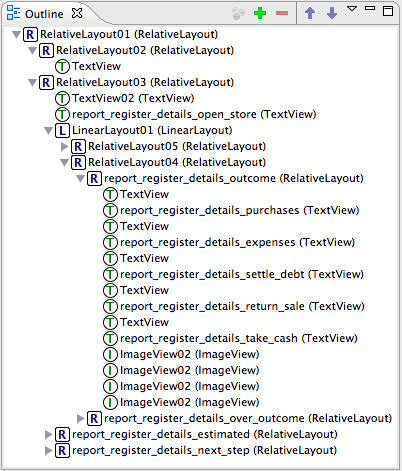 Outline
R RelativeLayout01 (RelativeLayout)
R RelativeLayout02 (RelativeLayout)
T TextView
R RelativeLayout03 (RelativeLayout)
T TextView02 (TextView)
T report_register_details_open_store (TextView)
L LinearLayout01 (LinearLayout)
R RelativeLayout05 (RelativeLayout)
R RelativeLayout04 (RelativeLayout)
R report_register_details_outcome (RelativeLayout)
T TextView
T report_register_details_purchases (TextView)
T TextView
T report_register_details_expenses (TextView)
T TextView
T report_register_details_settle_debt (TextView)
T TextView
T report_register_details_return_sale (TextView)
T TextView
T report_register_details_take_cash (TextView)
I ImageView02 (ImageView)
I ImageView02 (ImageView)
I ImageView02 (ImageView)
I ImageView02 (ImageView)
R report_register_details_over_outcome (RelativeLayout)
R report_register_details_estimated (RelativeLayout)
R report_register_details_next_step (RelativeLayout)